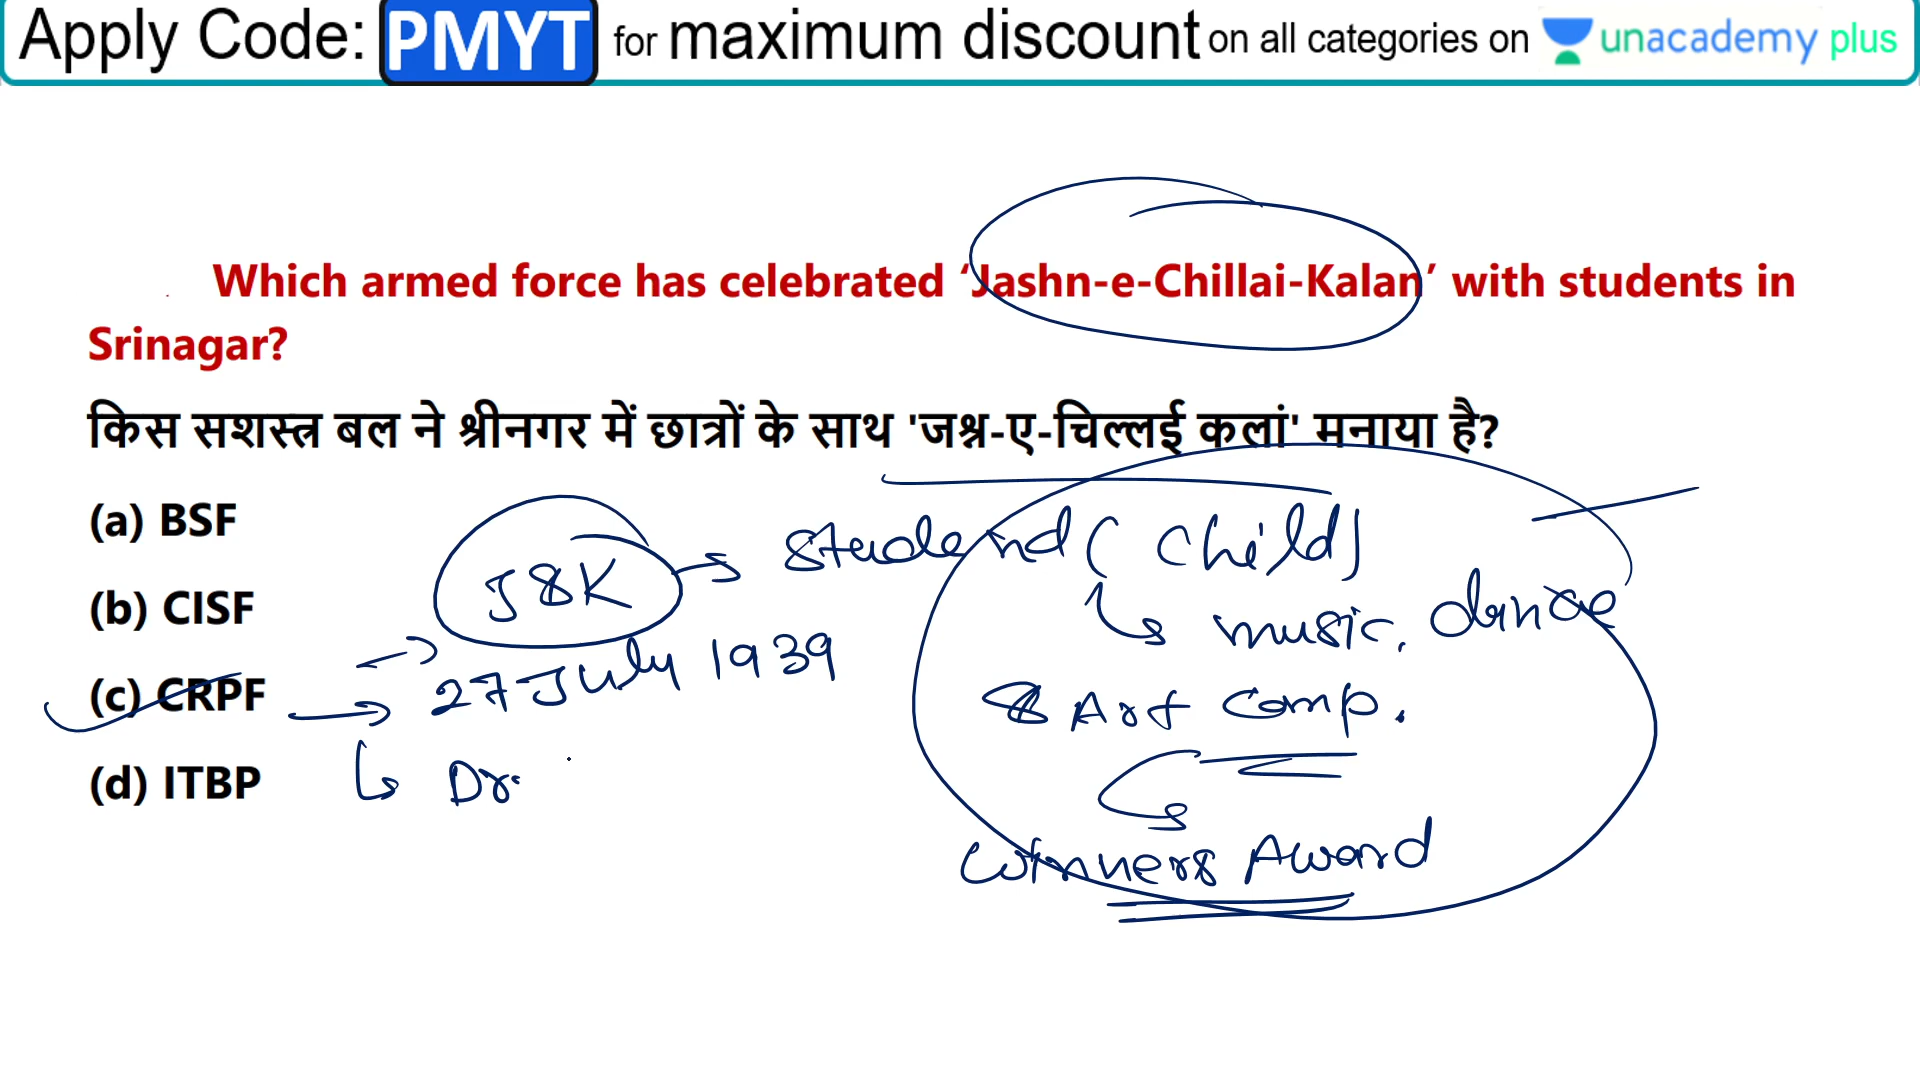 Apply Code: PMYT for maximum discount on all categories on unacademy plus
Which armed force has celebrated ‘Jashn-e-Chillai-Kalan’ with students in
Srinagar?
किस सशस्त्र बल ने श्रीनगर में छात्रों के साथ 'जश्न-ए-चिल्लई कलां' मनाया है?
(a) BSF
(b) CISF
(c) CRPF
(d) ITBP
J&K
27 July 1939
Dr.
(Child)
music, dance
& Art Comp.
Winners Award